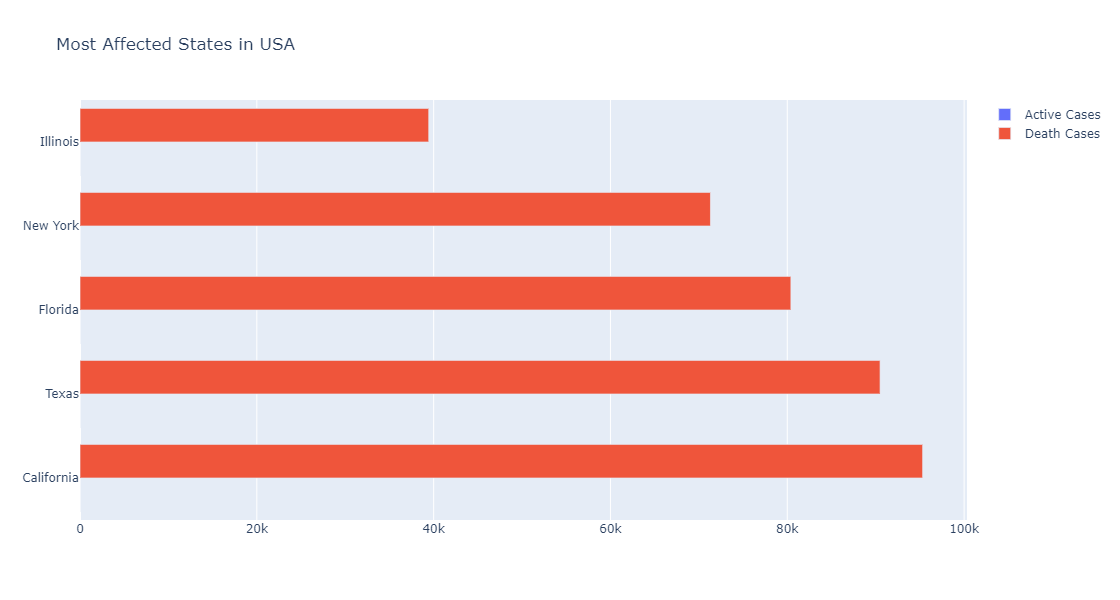 Most Affected States in USA
Active Cases
Death Cases
Illinois
New York
Florida
Texas
California
0 20k 40k 60k 80k 100k